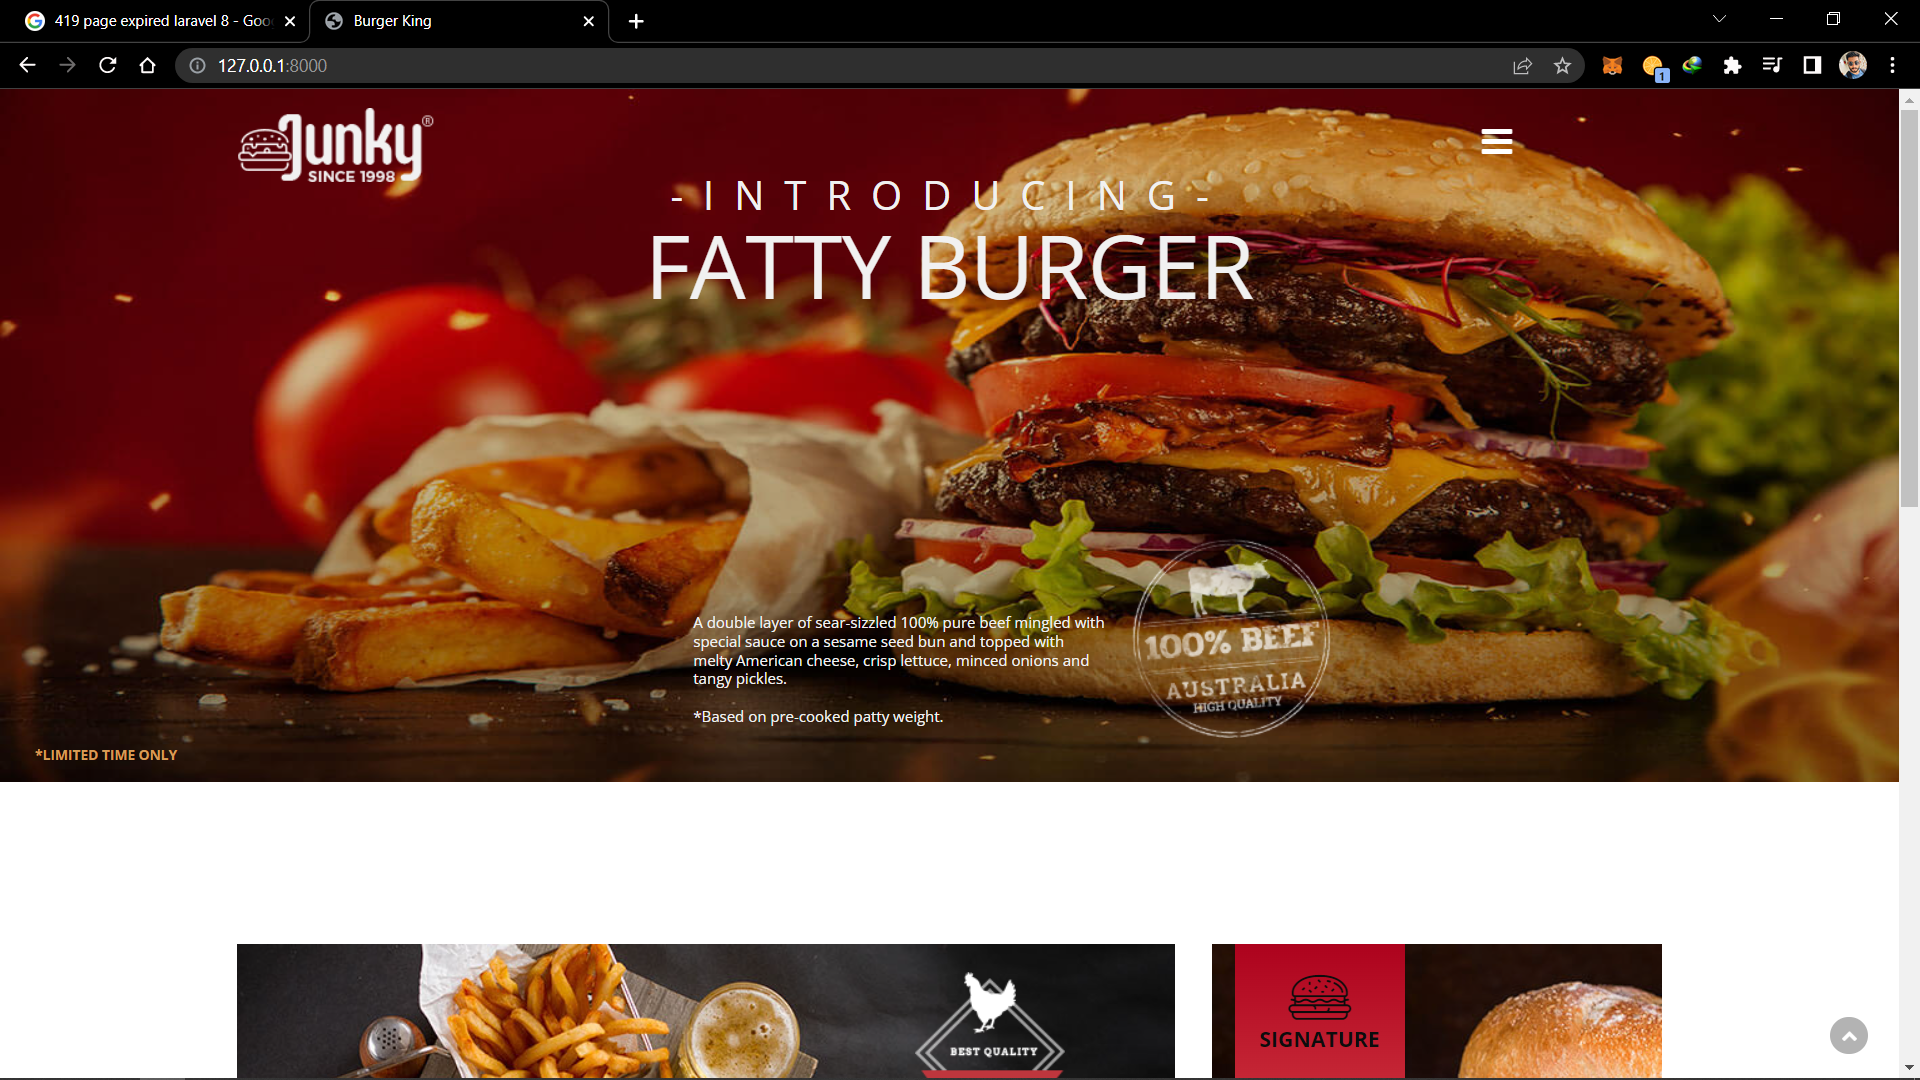 419 page expired laravel 8 - Goo
Burger King
127.0.0.1:8000
1
Junky®
SINCE 1998
-INTRODUCING-
FATTY BURGER
A double layer of sear-sizzled 100% pure beef mingled with
special sauce on a sesame seed bun and topped with
melty American cheese, crisp lettuce, minced onions and
tangy pickles.
*Based on pre-cooked patty weight.
100% BEEF
AUSTRALIA
HIGH QUALITY
*LIMITED TIME ONLY
BEST QUALITY
SIGNATURE